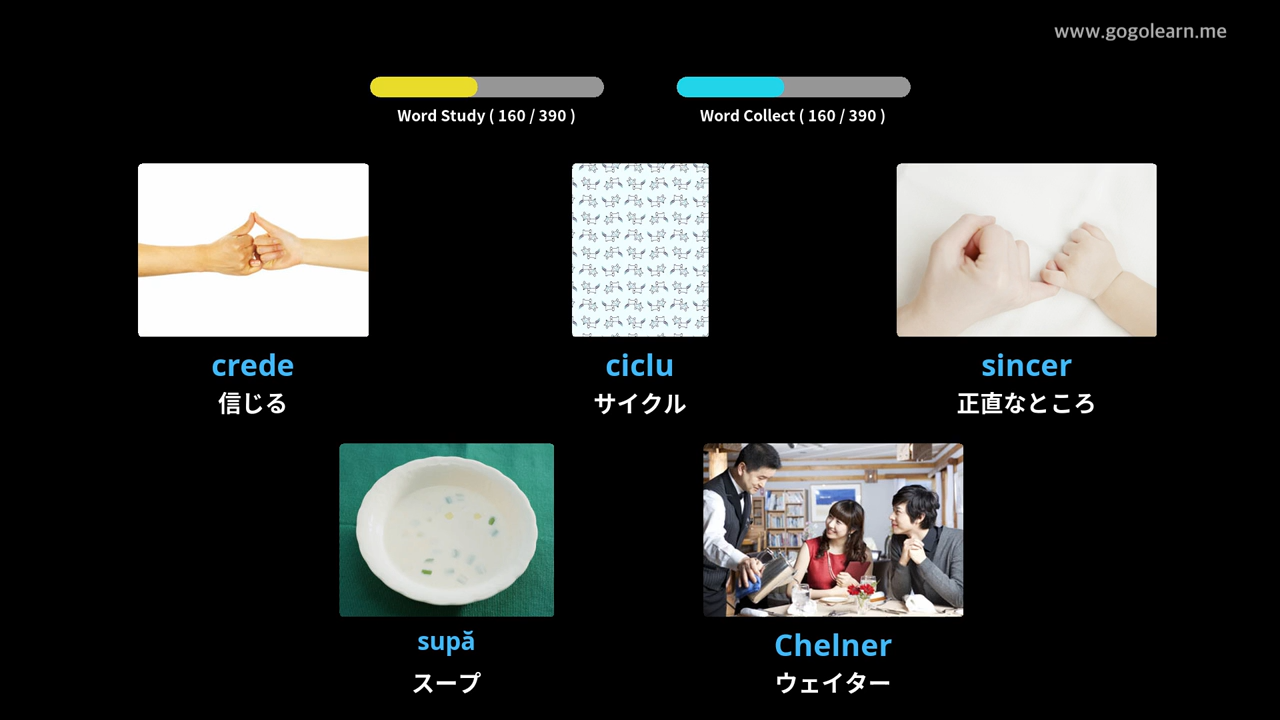 www.gogolearn.me
Word Study ( 160 / 390 )
Word Collect ( 160 / 390 )
crede
信じる
ciclu
サイクル
sincer
正直なところ
supă
スープ
Chelner
ウェイター